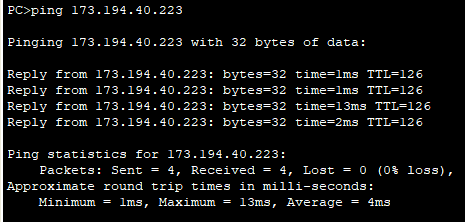 PC>ping 173.194.40.223
Pinging 173.194.40.223 with 32 bytes of data:
Reply from 173.194.40.223: bytes=32 time=1ms TTL=126
Reply from 173.194.40.223: bytes=32 time=1ms TTL=126
Reply from 173.194.40.223: bytes=32 time=13ms TTL=126
Reply from 173.194.40.223: bytes=32 time=2ms TTL=126
Ping statistics for 173.194.40.223:
    Packets: Sent = 4, Received = 4, Lost = 0 (0% loss),
Approximate round trip times in milli-seconds:
    Minimum = 1ms, Maximum = 13ms, Average = 4ms